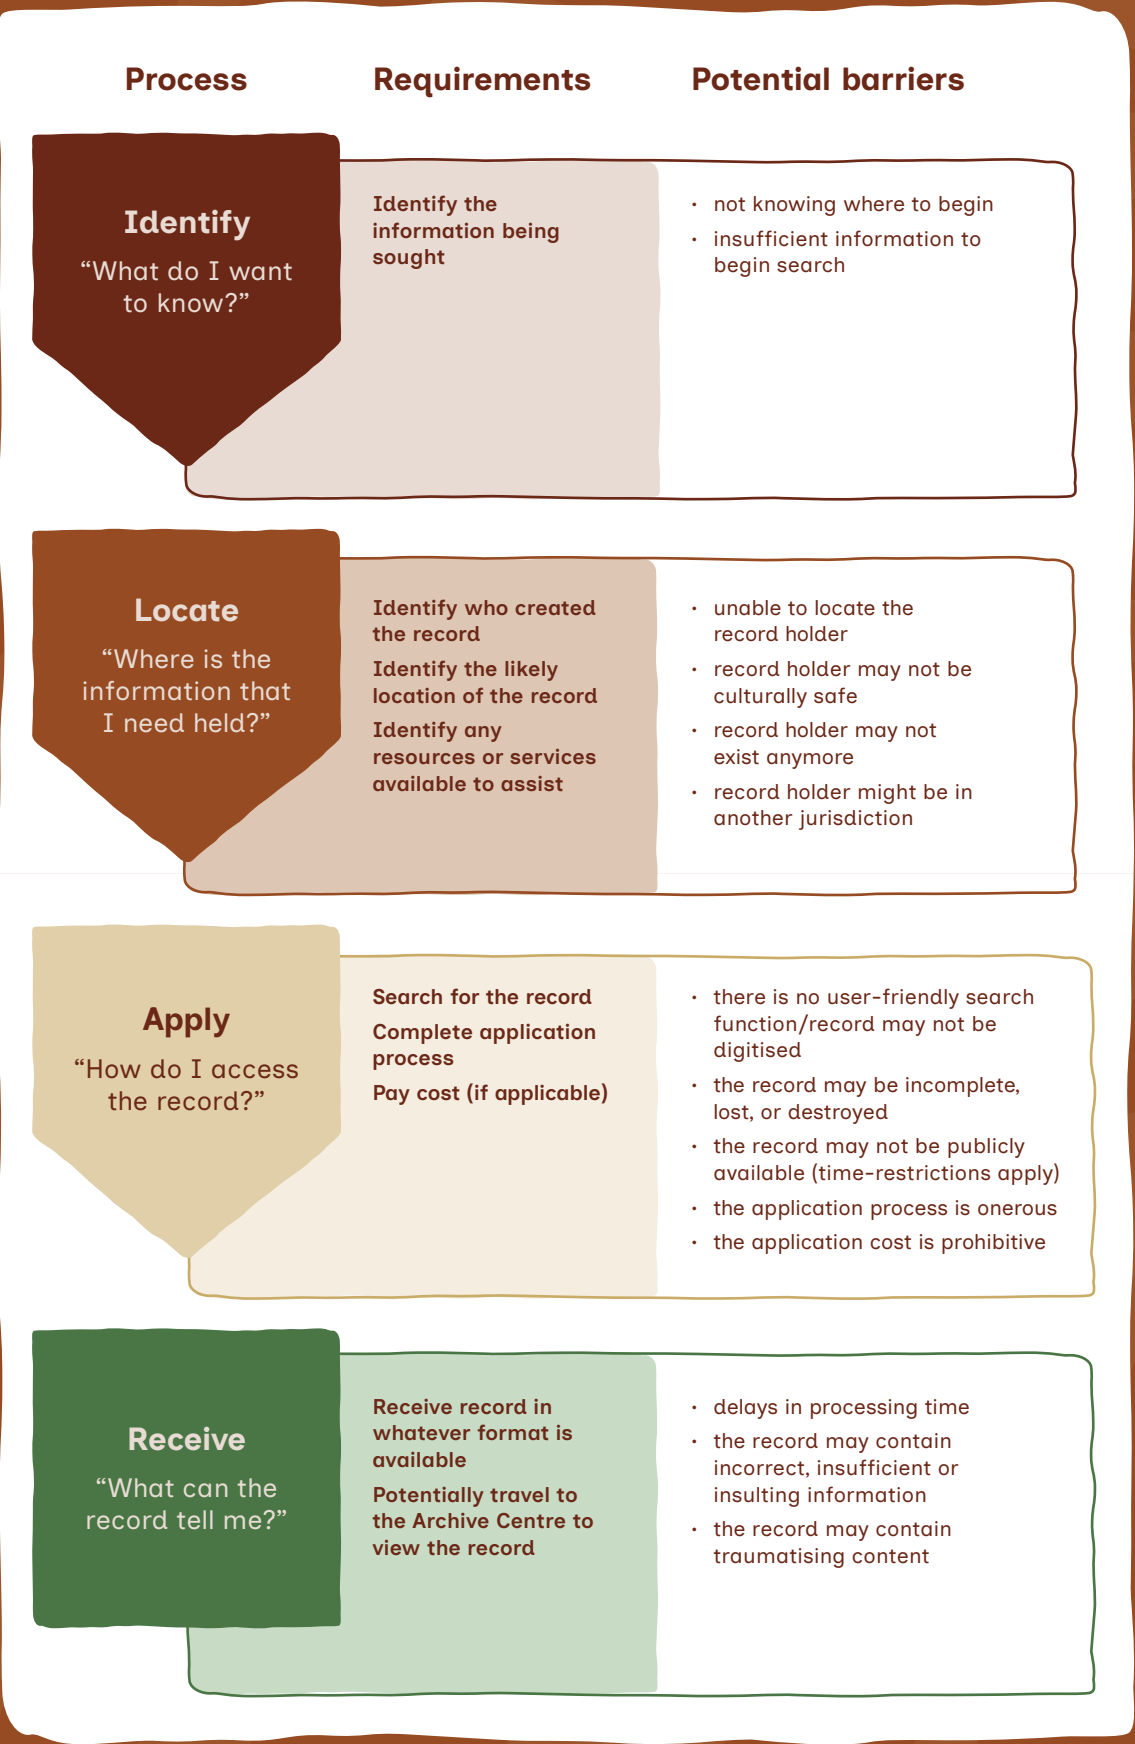 Process
Requirements
Potential barriers
Identify
“What do I want
to know?”
Identify the
information being
sought
• not knowing where to begin
• insufficient information to
begin search
Locate
“Where is the
information that
I need held?”
Identify who created
the record
Identify the likely
location of the record
Identify any
resources or services
available to assist
• unable to locate the
record holder
• record holder may not be
culturally safe
• record holder may not
exist anymore
• record holder might be in
another jurisdiction
Apply
“How do I access
the record?”
Search for the record
Complete application
process
Pay cost (if applicable)
• there is no user-friendly search
function/record may not be
digitised
• the record may be incomplete,
lost, or destroyed
• the record may not be publicly
available (time-restrictions apply)
• the application process is onerous
• the application cost is prohibitive
Receive
“What can the
record tell me?”
Receive record in
whatever format is
available
Potentially travel to
the Archive Centre to
view the record
• delays in processing time
• the record may contain
incorrect, insufficient or
insulting information
• the record may contain
traumatising content